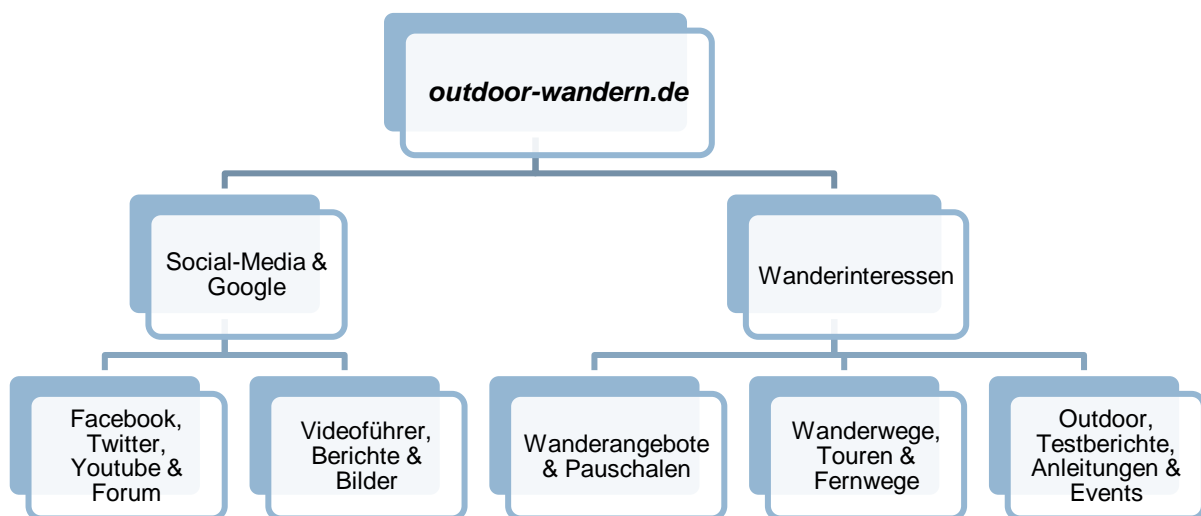 outdoor-wandern.de
Social-Media &
Google
Wanderinteressen
Facebook,
Twitter,
Youtube &
Forum
Videoführer,
Berichte &
Bilder
Wanderangebote
& Pauschalen
Wanderwege,
Touren &
Fernwege
Outdoor,
Testberichte,
Anleitungen &
Events